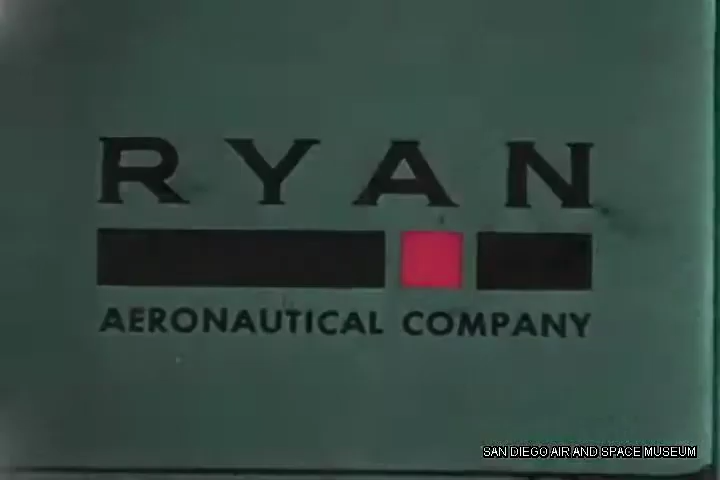 RYAN
AERONAUTICAL COMPANY
SAN DIEGO AIR AND SPACE MUSEUM